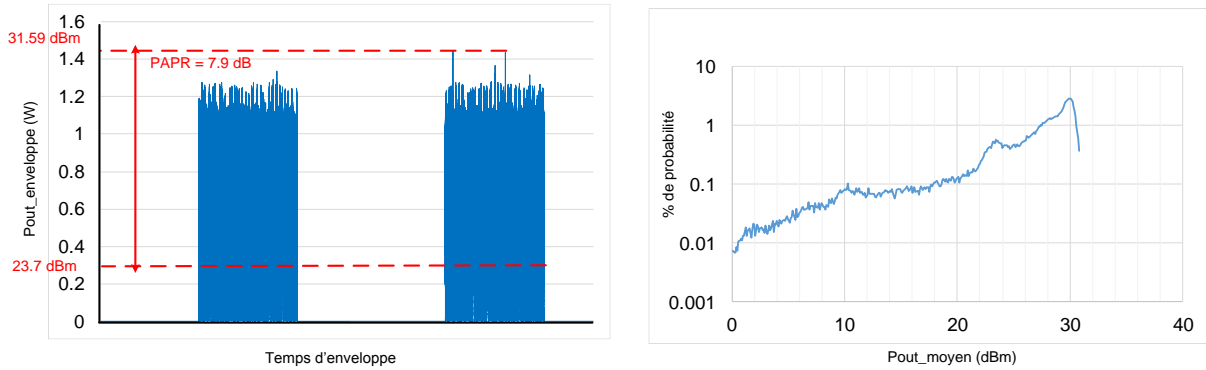 1.6
31.59 dBm
1.4
PAPR = 7.9 dB
1.2
1
0.8
0.6
0.4
23.7 dBm
0.2
0
Pout_enveloppe (W)
Temps d'enveloppe
10
1
0.1
0.01
0.001
% de probabilité
0 10 20 30 40
Pout_moyen (dBm)